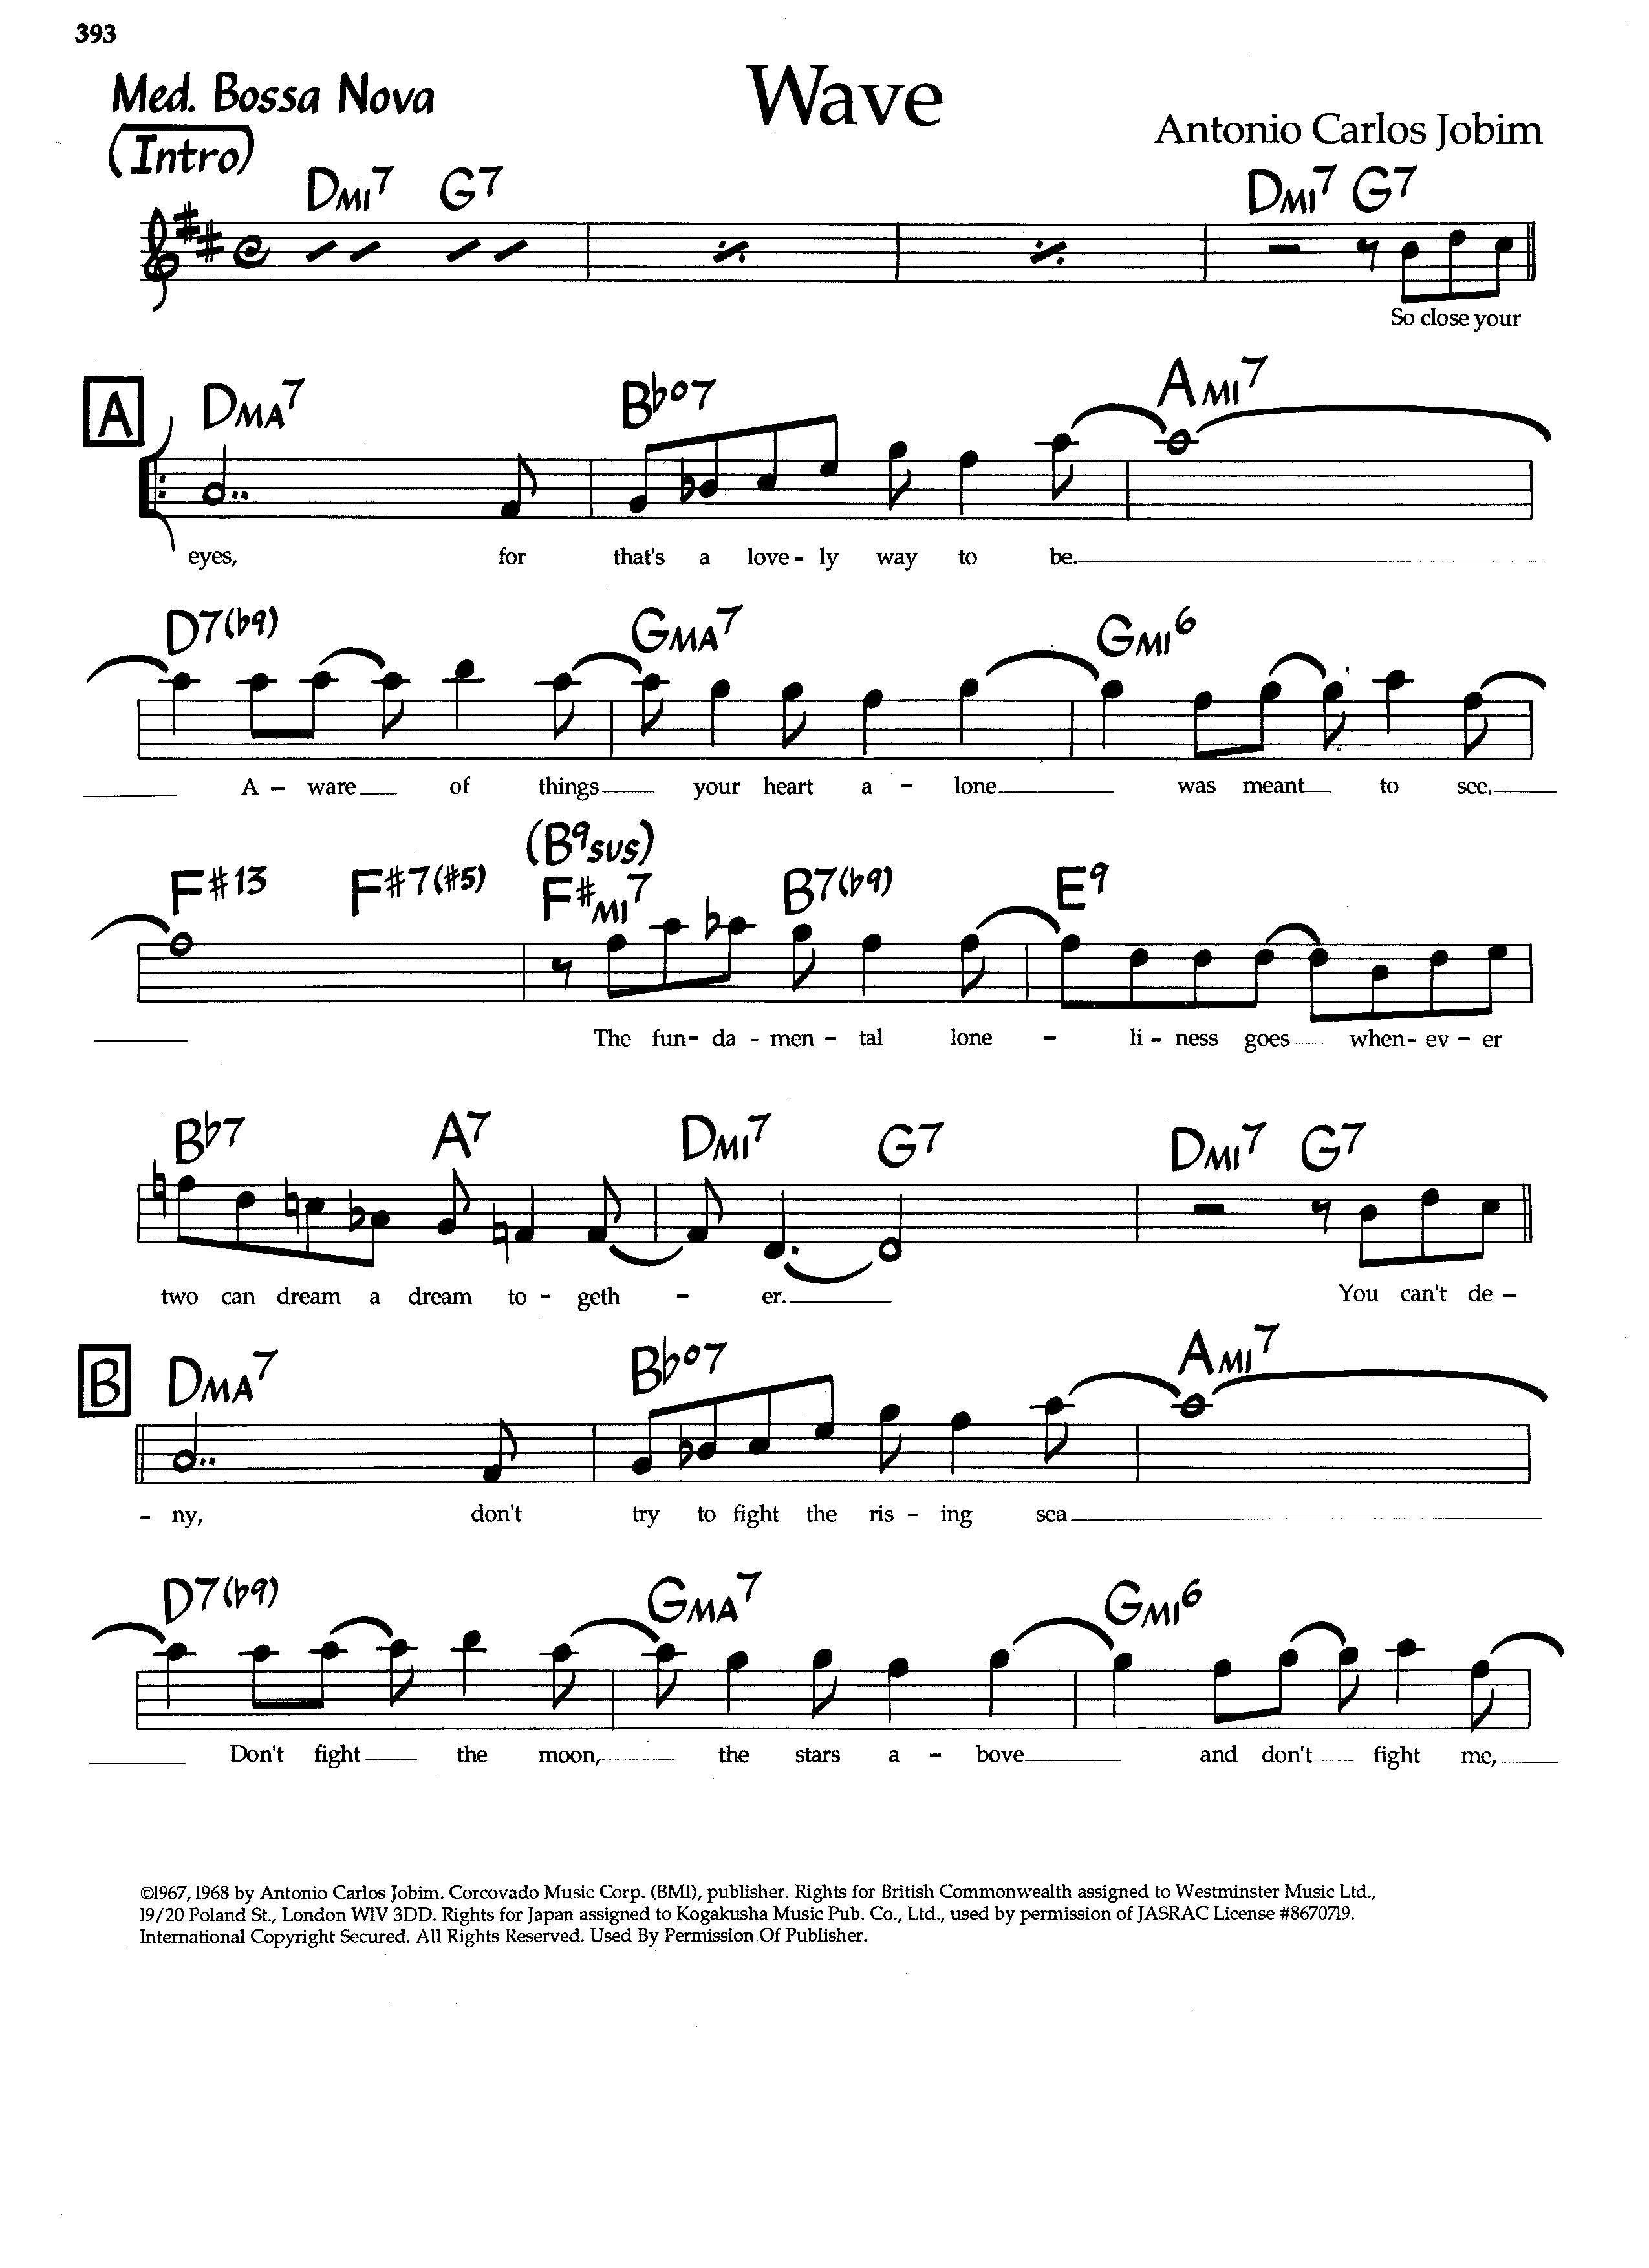 393
Med. Bossa Nova
Wave
Antonio Carlos Jobim
(Intro)
DMI7 G7 DMI7 G7
So close your
A DMA7 Bb°7 AMI7
eyes, for that's a love - ly way to be.
D7(b9) GMA7 GMI6
A - ware of things your heart a - lone was meant to see.
(B9sus)
F#13 F#7(#5) F#MI7 B7(b9) E9
The fun - da - men - tal lone - li - ness goes when - ev - er
Bb7 A7 DMI7 G7 DMI7 G7
two can dream a dream to - geth - er. You can't de -
B DMA7 Bb°7 AMI7
- ny, don't try to fight the ris - ing sea
D7(b9) GMA7 GMI6
Don't fight the moon, the stars a - bove and don't fight me,
©1967, 1968 by Antonio Carlos Jobim. Corcovado Music Corp. (BMI), publisher. Rights for British Commonwealth assigned to Westminster Music Ltd.,
19/20 Poland St., London W1V 3DD. Rights for Japan assigned to Kogakusha Music Pub. Co., Ltd., used by permission of JASRAC License #8670719.
International Copyright Secured. All Rights Reserved. Used By Permission Of Publisher.